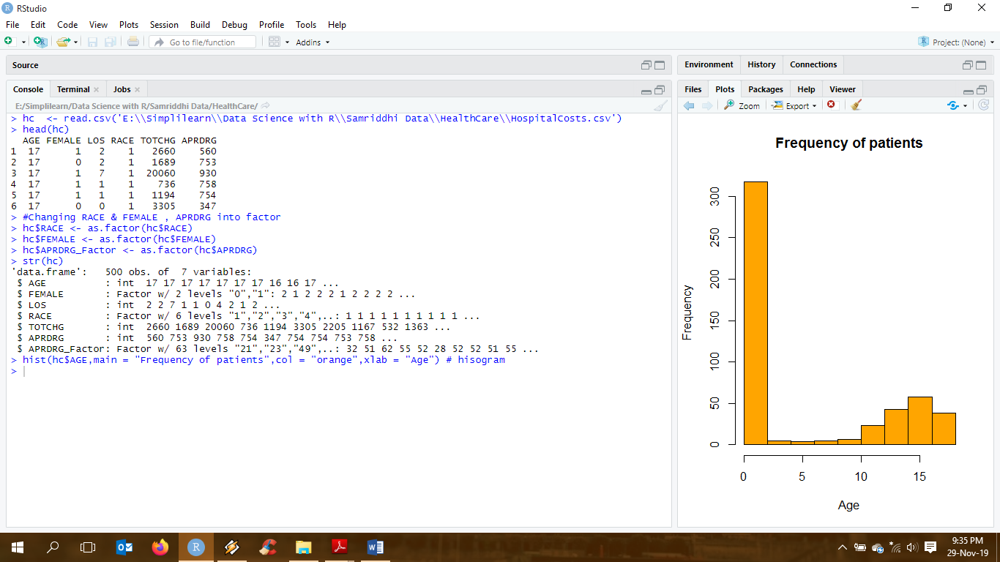 RStudio
File Edit Code View Plots Session Build Debug Profile Tools Help
Go to file/function Addins Project: (None)
Source
Console Terminal Jobs
E:/Simplilearn/Data Science with R/Samriddhi Data/HealthCare/
> hc  <- read.csv('E:\\Simplilearn\\Data Science with R\\Samriddhi Data\\HealthCare\\HospitalCosts.csv')
> head(hc)
  AGE FEMALE LOS RACE TOTCHG APRDRG
1  17      1   2    1   2660    560
2  17      0   2    1   1689    753
3  17      1   7    1  20060    930
4  17      1   1    1    736    758
5  17      1   1    1   1194    754
6  17      0   0    1   3305    347
> #Changing RACE & FEMALE , APRDRG into factor
> hc$RACE <- as.factor(hc$RACE)
> hc$FEMALE <- as.factor(hc$FEMALE)
> hc$APRDRG_Factor <- as.factor(hc$APRDRG)
> str(hc)
'data.frame':   500 obs. of  7 variables:
 $ AGE          : int  17 17 17 17 17 17 17 16 16 17 ...
 $ FEMALE       : Factor w/ 2 levels "0","1": 2 1 2 2 2 1 2 2 2 2 ...
 $ LOS          : int  2 2 7 1 1 0 4 2 1 2 ...
 $ RACE         : Factor w/ 6 levels "1","2","3","4",..: 1 1 1 1 1 1 1 1 1 1 ...
 $ TOTCHG       : int  2660 1689 20060 736 1194 3305 2205 1167 532 1363 ...
 $ APRDRG       : int  560 753 930 758 754 347 754 754 753 758 ...
 $ APRDRG_Factor: Factor w/ 63 levels "21","23","49",..: 32 51 62 55 52 28 52 52 51 55 ...
> hist(hc$AGE,main = "Frequency of patients",col = "orange",xlab = "Age") # hisogram
>
Environment History Connections
Files Plots Packages Help Viewer
Zoom Export
Frequency of patients
Frequency
300
250
200
150
100
50
0
0 5 10 15
Age
9:35 PM
29-Nov-19